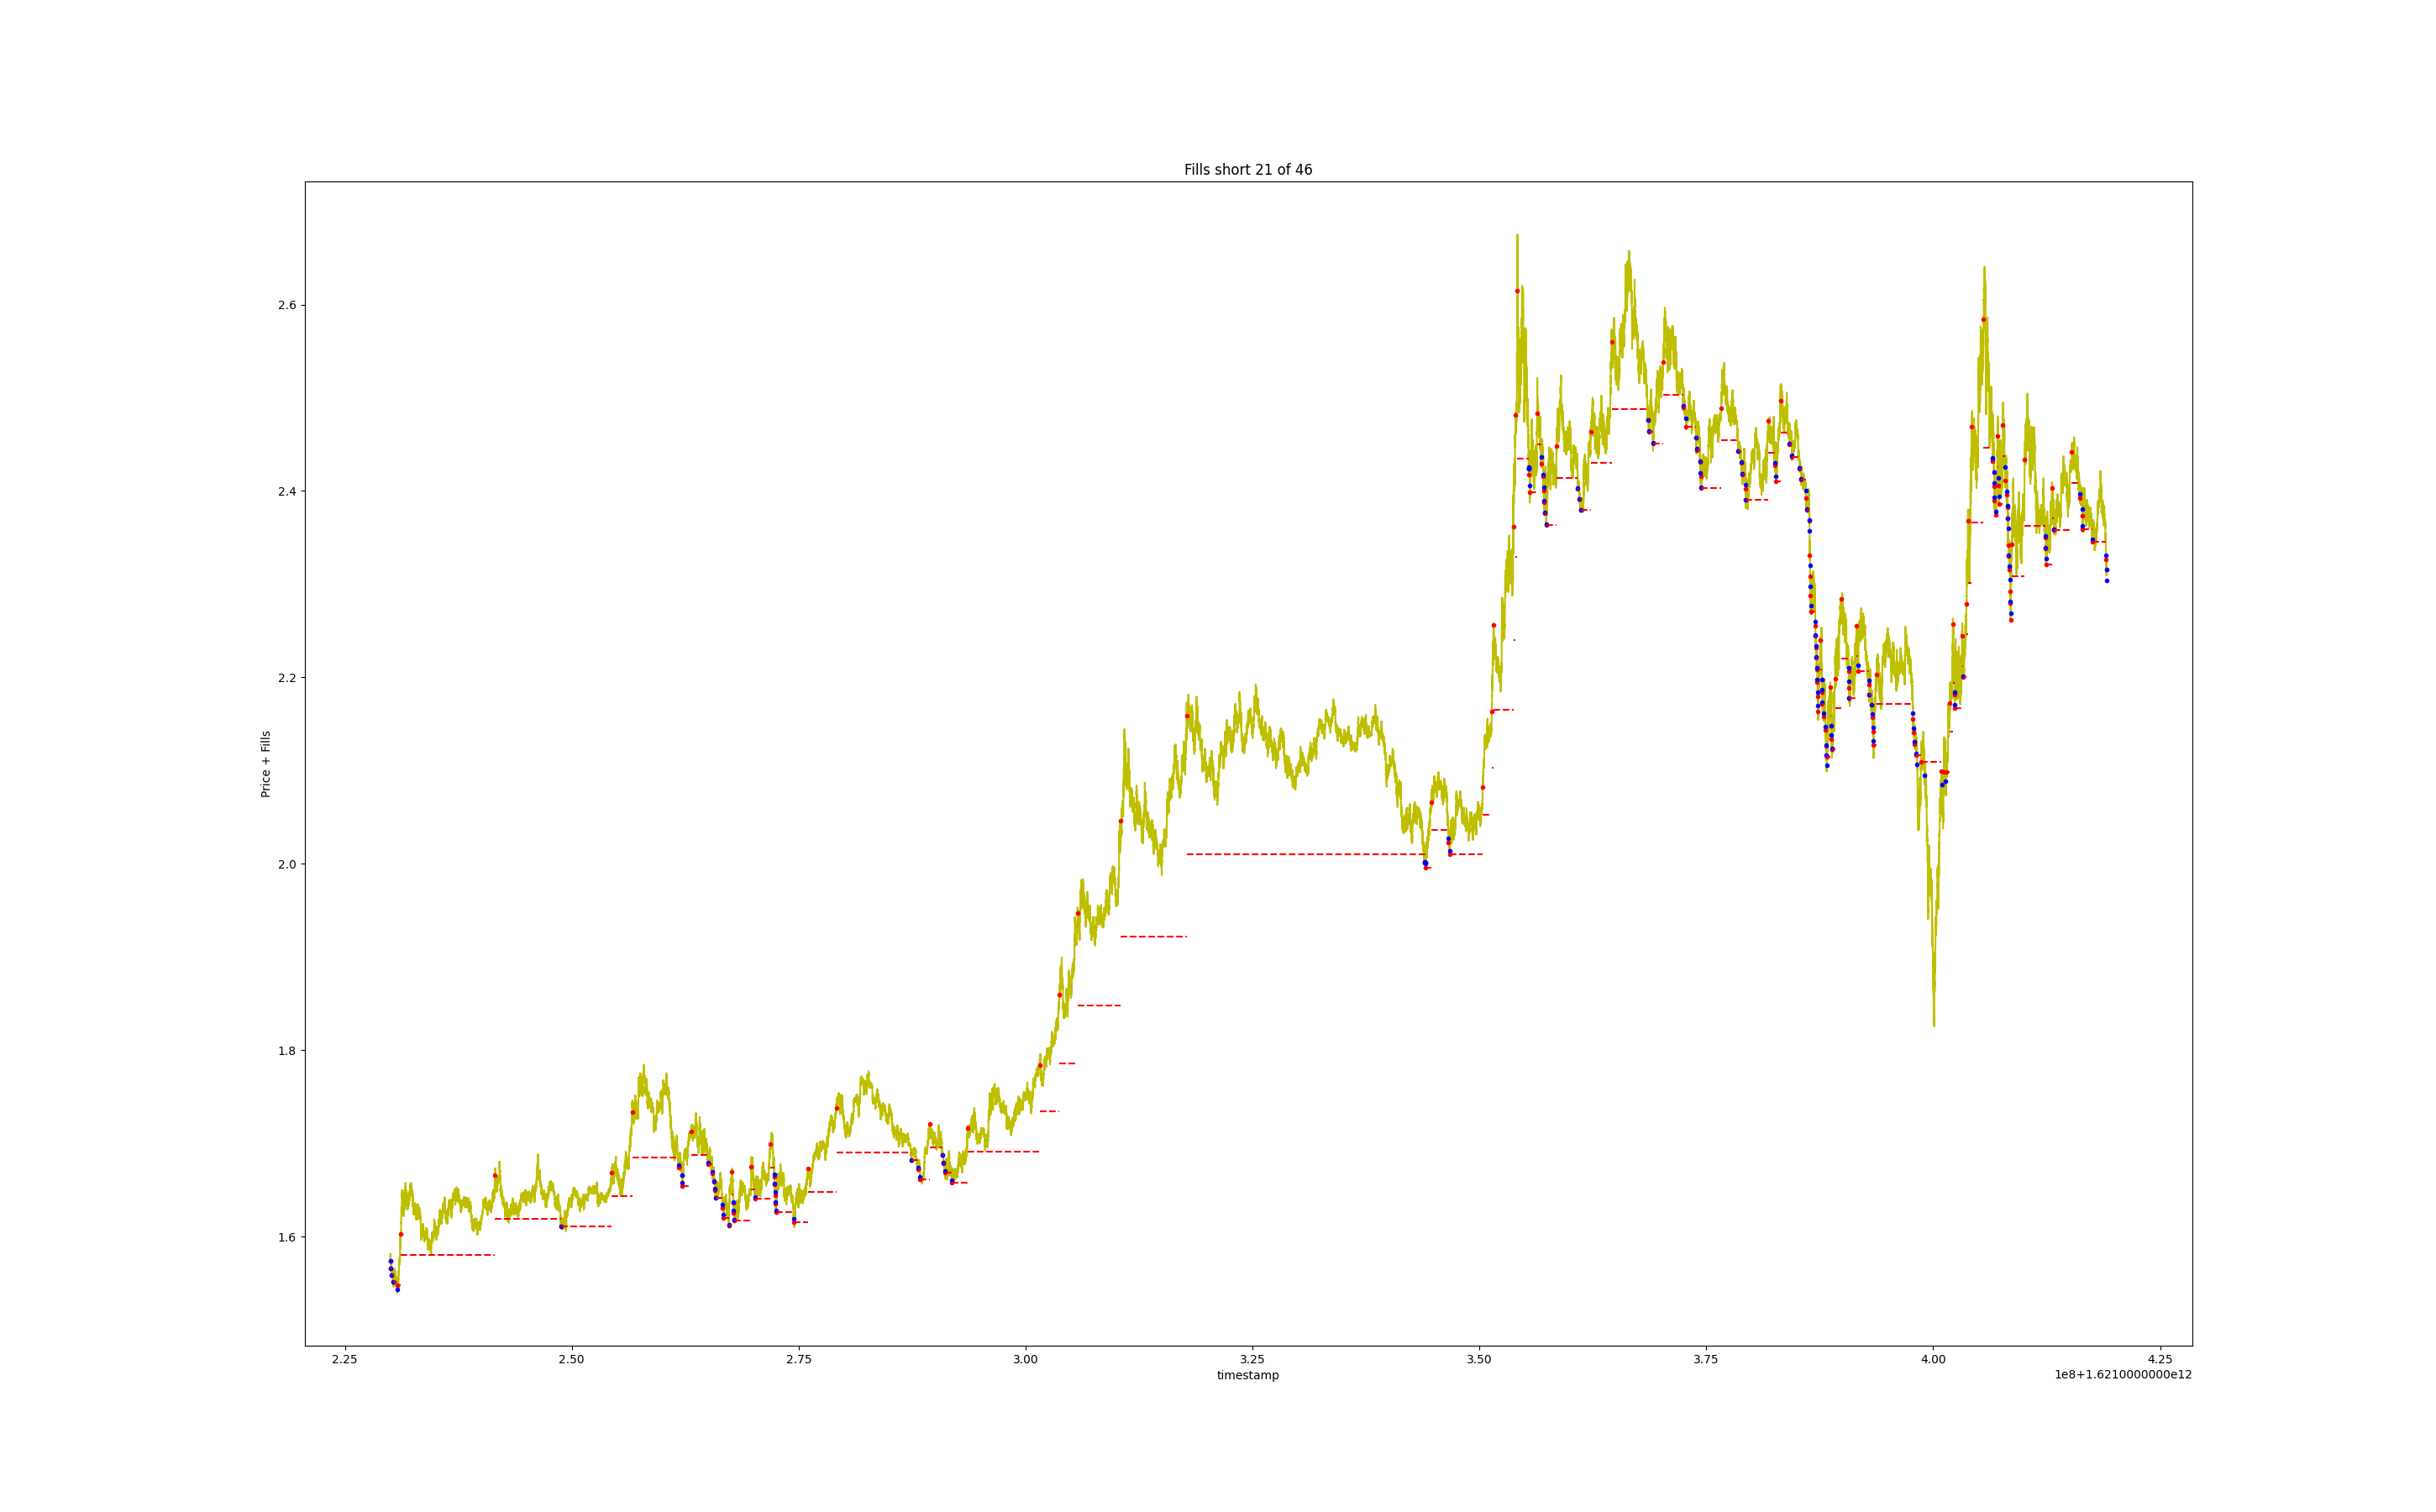 Fills short 21 of 46
Price + Fills
2.6
2.4
2.2
2.0
1.8
1.6
2.25 2.50 2.75 3.00 3.25 3.50 3.75 4.00 4.25
timestamp
1e8+1.6210000000e12